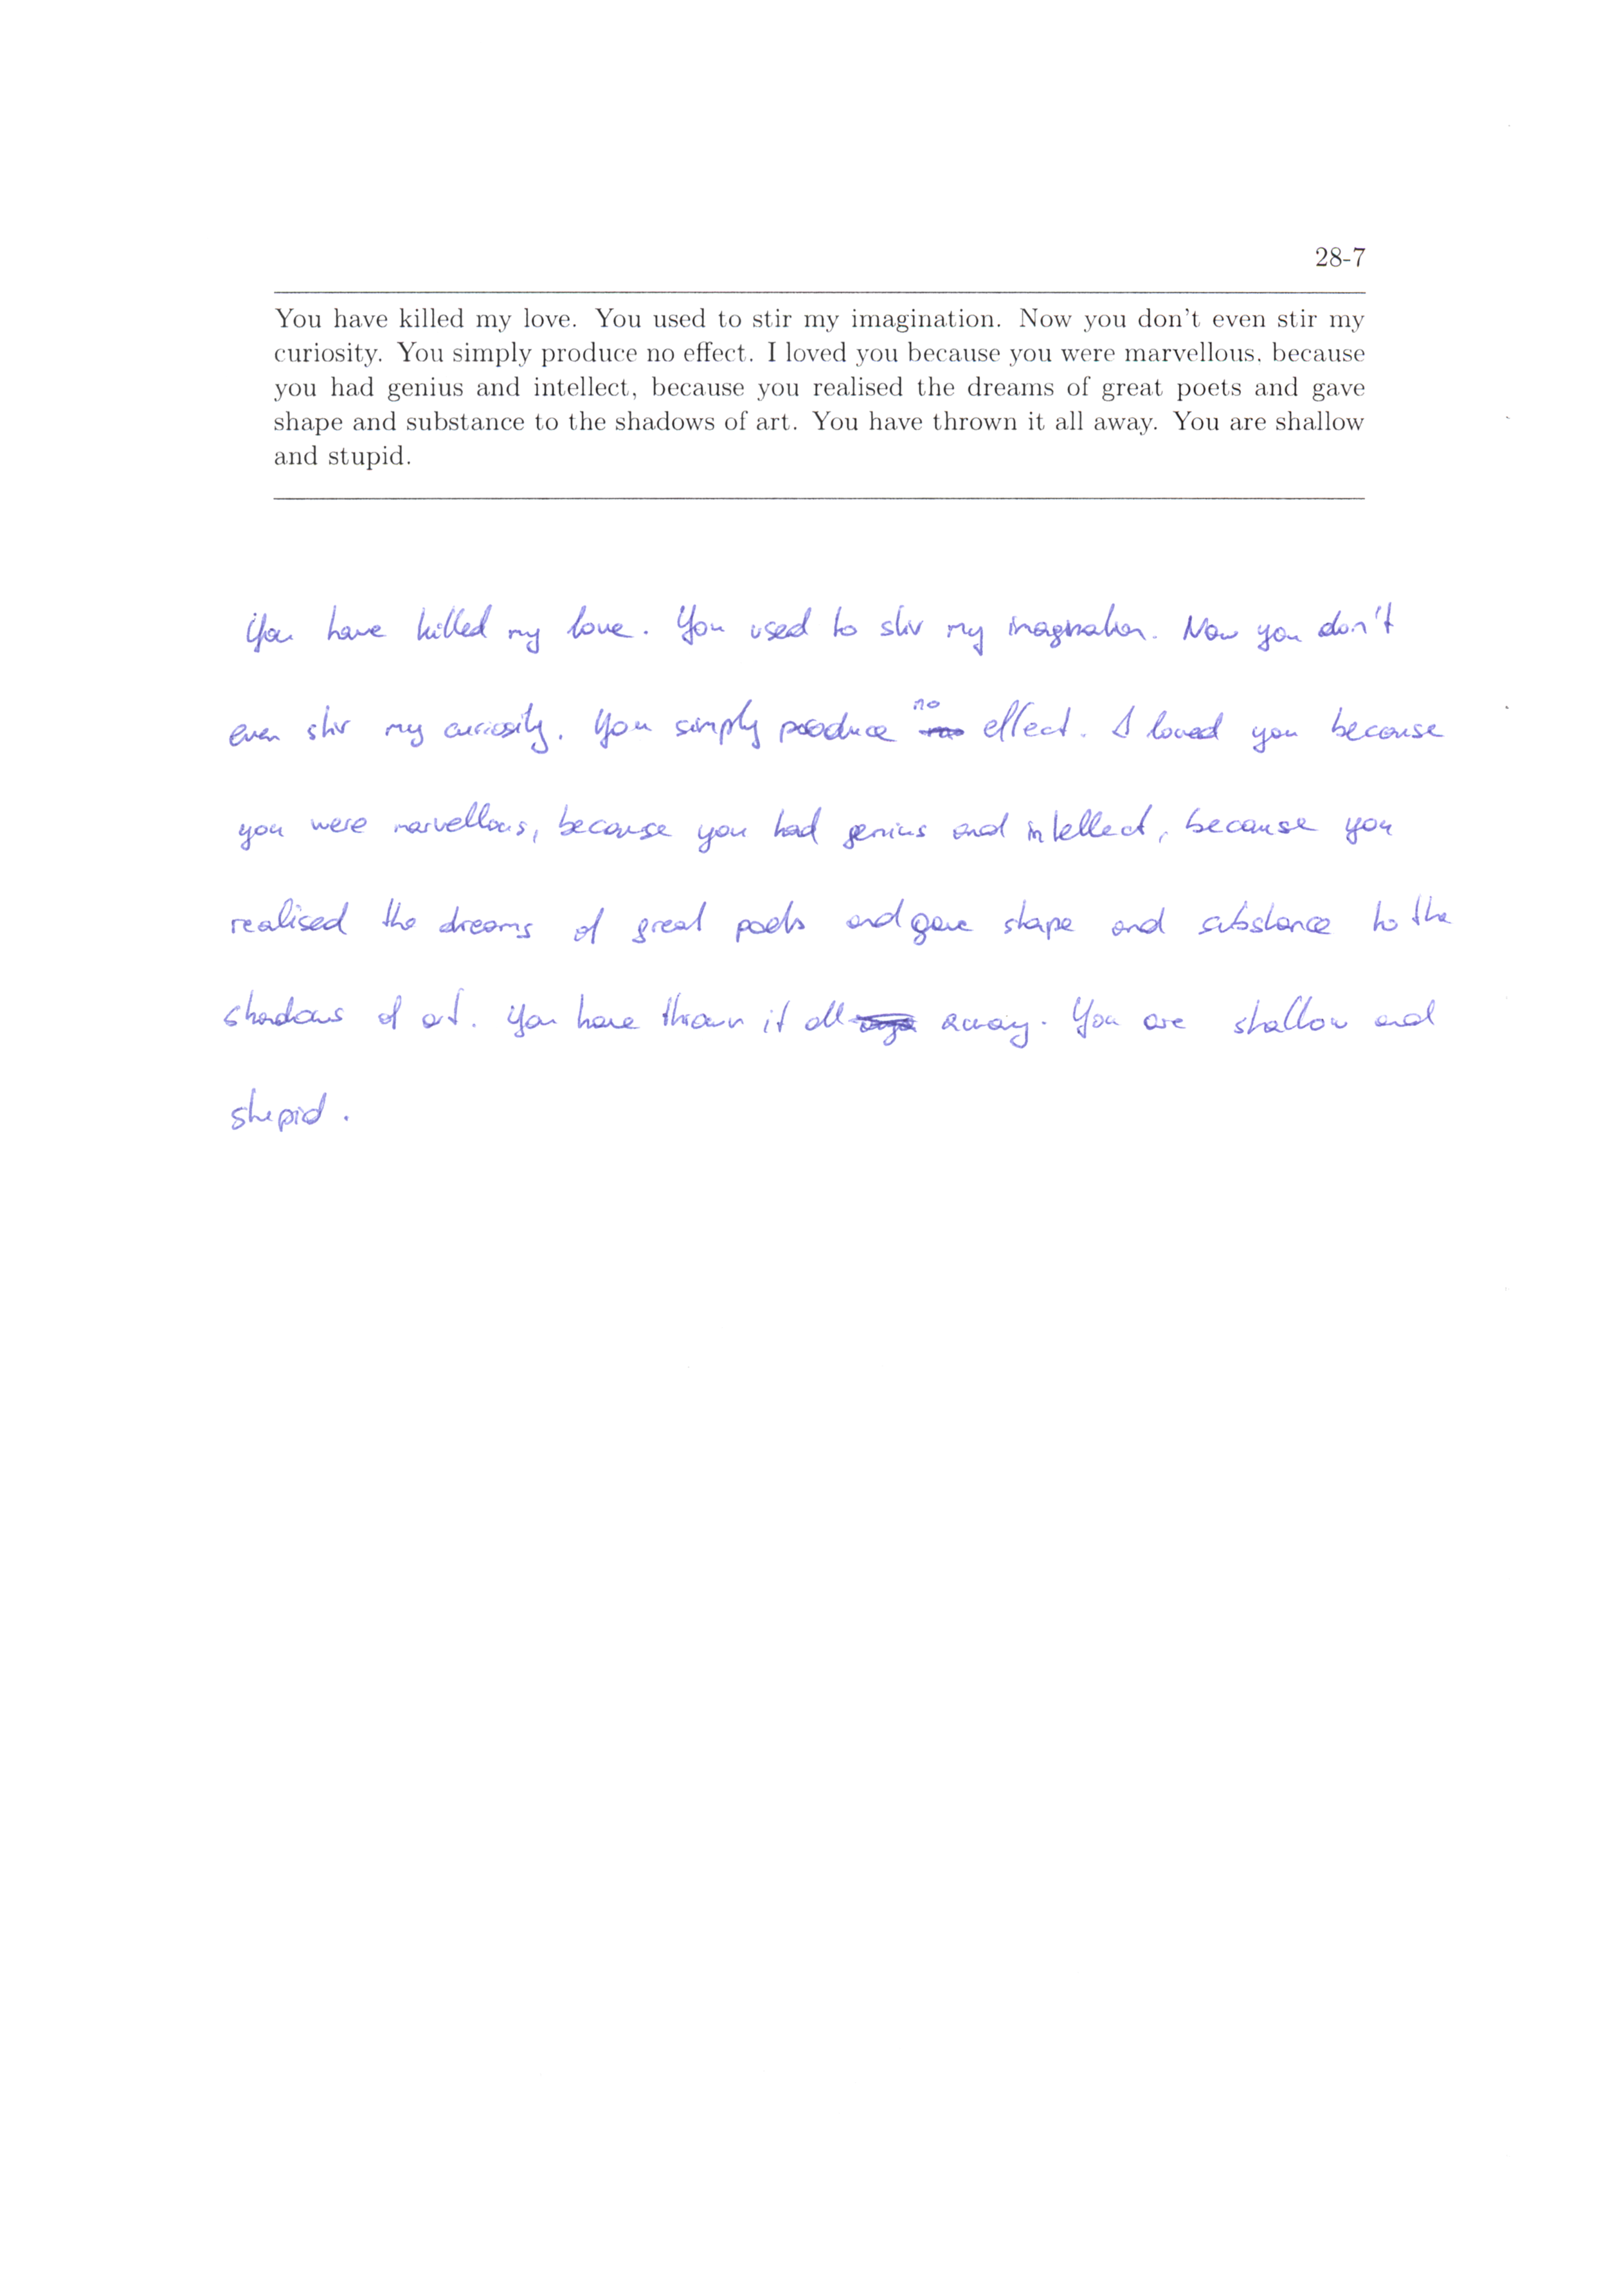 28-7
You have killed my love. You used to stir my imagination. Now you don't even stir my
curiosity. You simply produce no effect. I loved you because you were marvellous. because
you had genius and intellect, because you realised the dreams of great poets and gave
shape and substance to the shadows of art. You have thrown it all away. You are shallow
and stupid.
You have killed my love. You used to stir my imagination. Now you don't
even stir my curiosity. You simply produce no effect. I loved you because
you were marvellous, because you had genius and intellect, because you
realised the dreams of great poets and gave shape and substance to the
shadows of art. You have thrown it all away. You are shallow and
stupid.